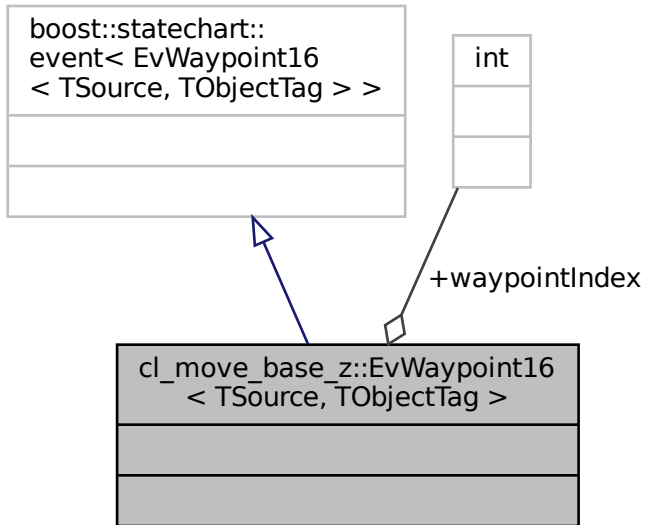 boost::statechart::
event< EvWaypoint16
< TSource, TObjectTag > >
int
+waypointIndex
cl_move_base_z::EvWaypoint16
< TSource, TObjectTag >